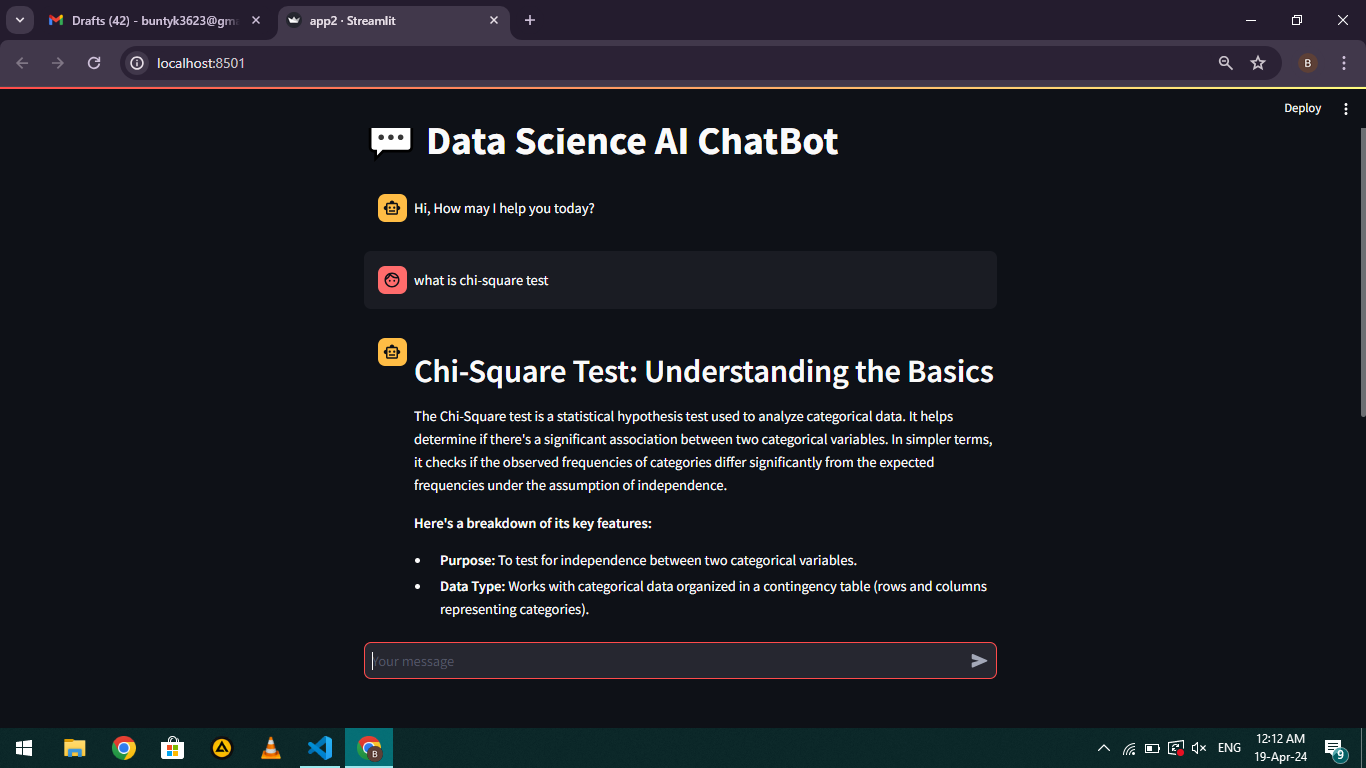 Drafts (42) - buntyk3623@gm
app2 · Streamlit
localhost:8501
B
Deploy
Data Science AI ChatBot
Hi, How may I help you today?
what is chi-square test
Chi-Square Test: Understanding the Basics
The Chi-Square test is a statistical hypothesis test used to analyze categorical data. It helps
determine if there's a significant association between two categorical variables. In simpler terms,
it checks if the observed frequencies of categories differ significantly from the expected
frequencies under the assumption of independence.
Here's a breakdown of its key features:
• Purpose: To test for independence between two categorical variables.
• Data Type: Works with categorical data organized in a contingency table (rows and columns
representing categories).
Your message
B
ENG
12:12 AM
19-Apr-24
9